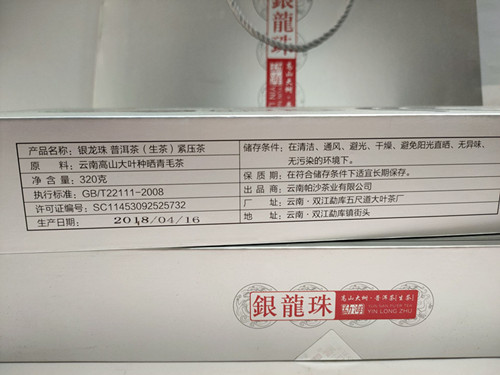 銀龍珠
高山大树
产品名称：银龙珠 普洱茶（生茶）紧压茶
原 料：云南高山大叶种晒青毛茶
净 含 量：320克
执行标准：GB/T22111-2008
许可证编号：SC11453092525732
生产日期：2018/04/16
储存条件：在清洁、通风、避光、干燥、避免阳光直晒、无异味、
无污染的环境下。
保 质 期：在符合储存条件下适宜长期保存。
出 品 商：云南帕沙茶业有限公司
厂 址：云南·双江勐库五尺道大叶茶厂
地 址：云南·双江勐库镇街头
銀龍珠
高山大树·普洱茶(生茶)
勐海
YUN NAN PUER TEA
YIN LONG ZHU